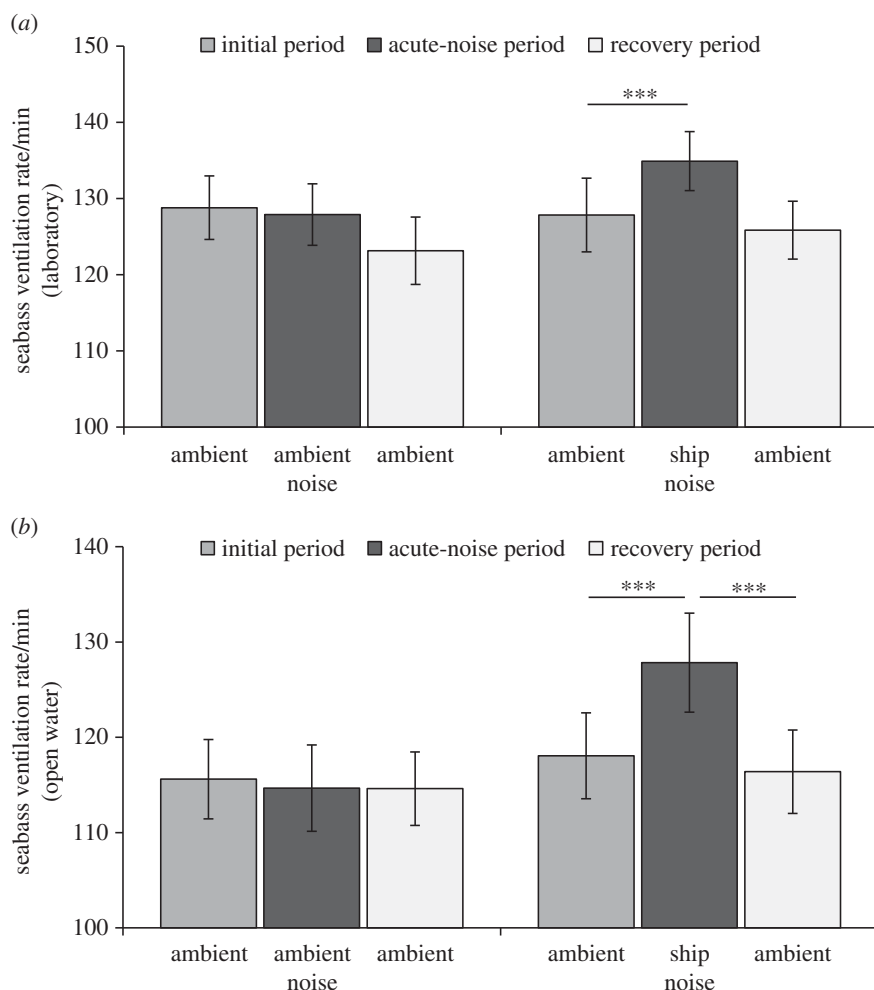 (a)
150
140
130
120
110
100
seabass ventilation rate/min
(laboratory)
initial period acute-noise period recovery period
***
ambient ambient ambient ambient ship ambient
noise noise
(b)
140
130
120
110
100
seabass ventilation rate/min
(open water)
initial period acute-noise period recovery period
*** ***
ambient ambient ambient ambient ship ambient
noise noise